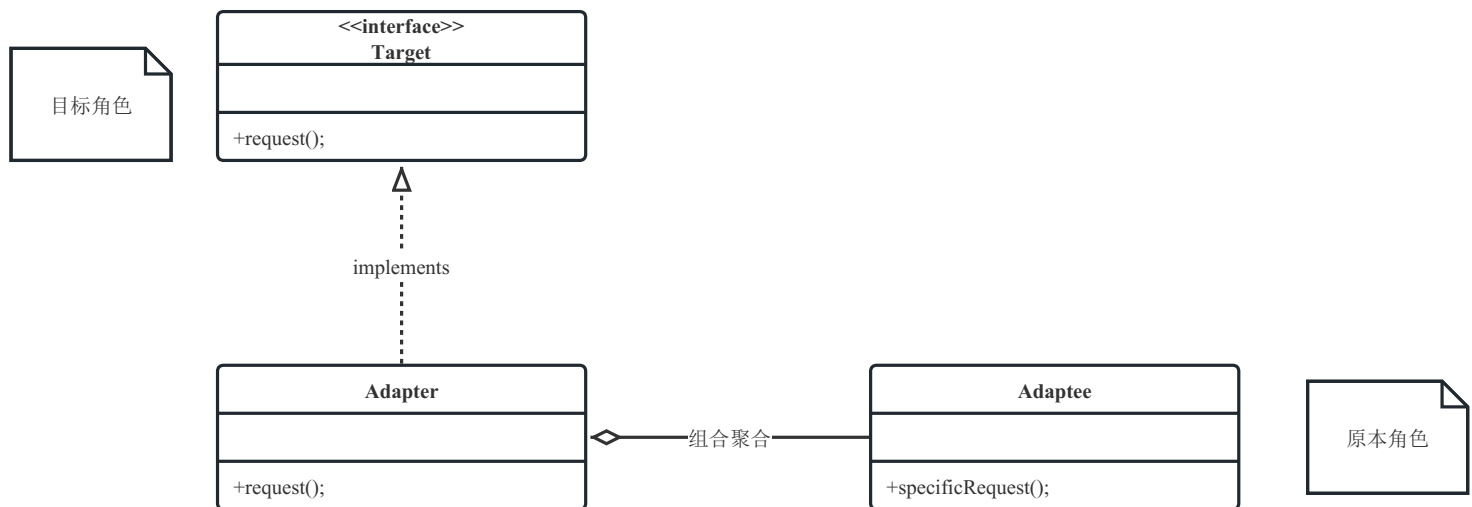 <<interface>>
Target
目标角色
+request();
implements
Adapter
Adaptee
组合聚合
原本角色
+request();
+specificRequest();